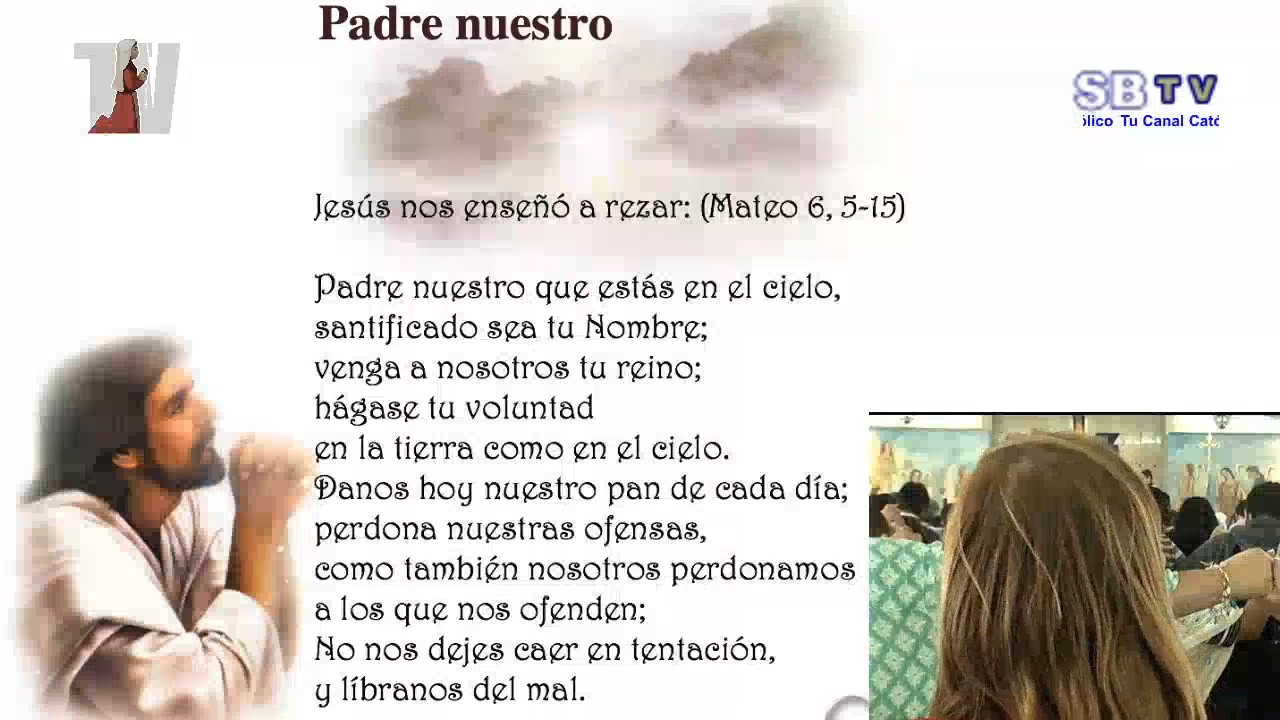 Padre nuestro
TV
SBTV
Tu Canal
Jesús nos enseñó a rezar: (Mateo 6, 5-15)
Padre nuestro que estás en el cielo,
santificado sea tu Nombre;
venga a nosotros tu reino;
hágase tu voluntad
en la tierra como en el cielo.
Danos hoy nuestro pan de cada día;
perdona nuestras ofensas,
como también nosotros perdonamos
a los que nos ofenden;
No nos dejes caer en tentación,
y líbranos del mal.